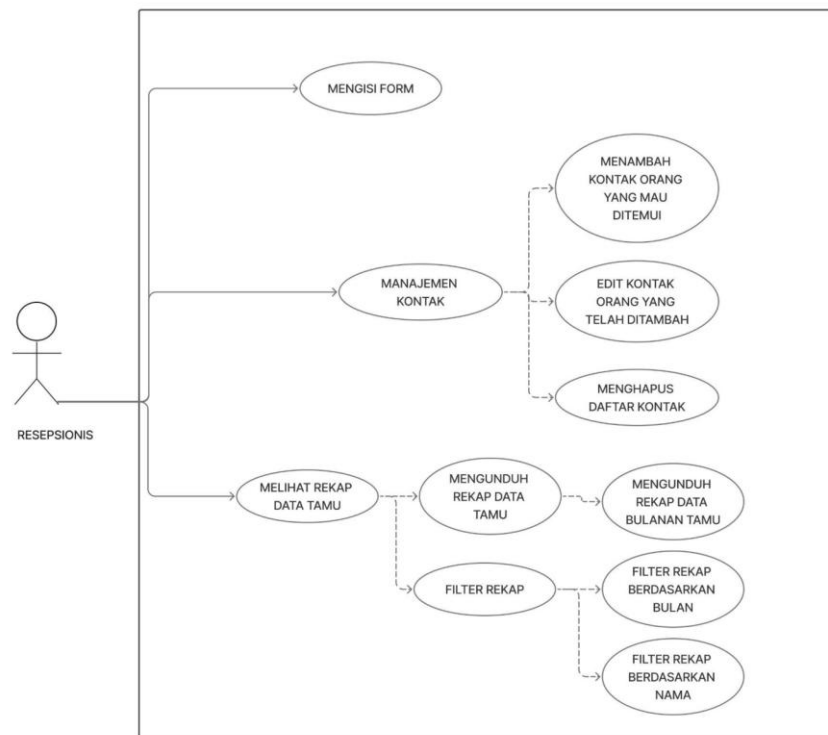 MENGISI FORM
MENAMBAH
KONTAK ORANG
YANG MAU
DITEMUI
MANAJEMEN
KONTAK
EDIT KONTAK
ORANG YANG
TELAH DITAMBAH
MENGHAPUS
DAFTAR KONTAK
RESEPSIONIS
MELIHAT REKAP
DATA TAMU
MENGUNDUH
REKAP DATA
TAMU
MENGUNDUH
REKAP DATA
BULANAN TAMU
FILTER REKAP
FILTER REKAP
BERDASARKAN
BULAN
FILTER REKAP
BERDASARKAN
NAMA